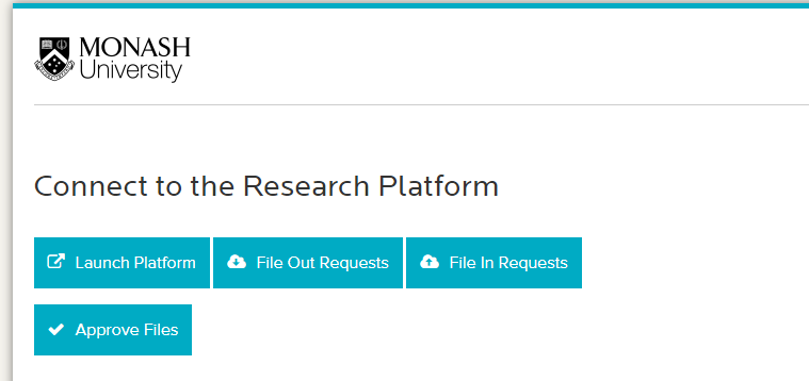 MONASH
University
Connect to the Research Platform
Launch Platform File Out Requests File In Requests
Approve Files